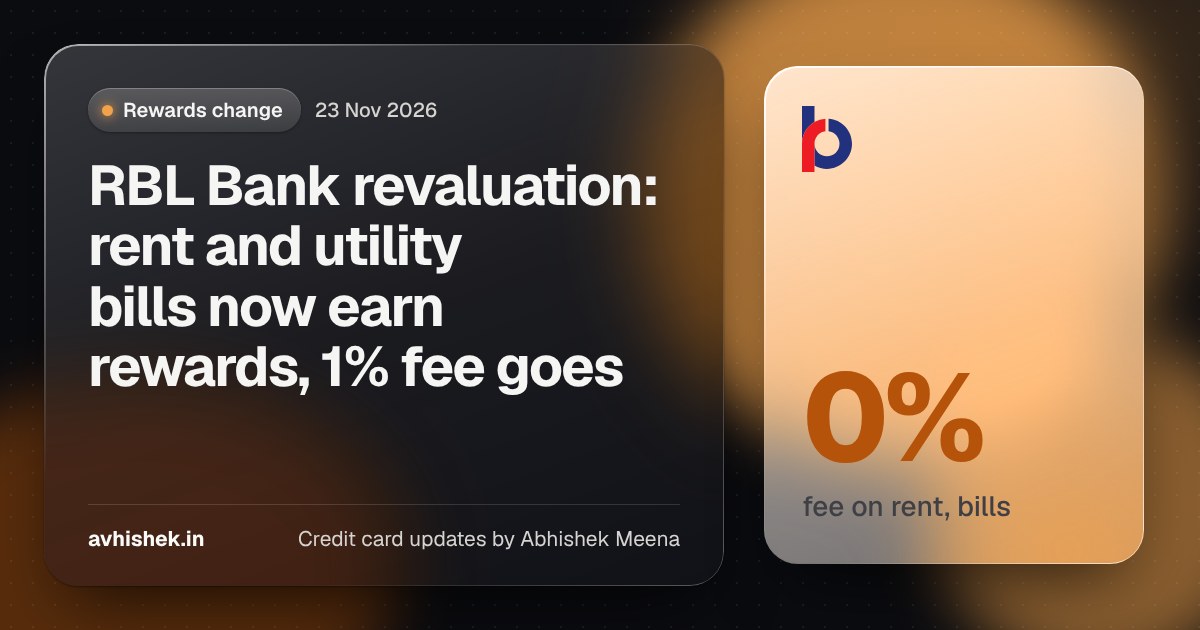 Rewards change 23 Nov 2026
RBL Bank revaluation:
rent and utility
bills now earn
rewards, 1% fee goes
avhishek.in Credit card updates by Abhishek Meena
0%
fee on rent, bills